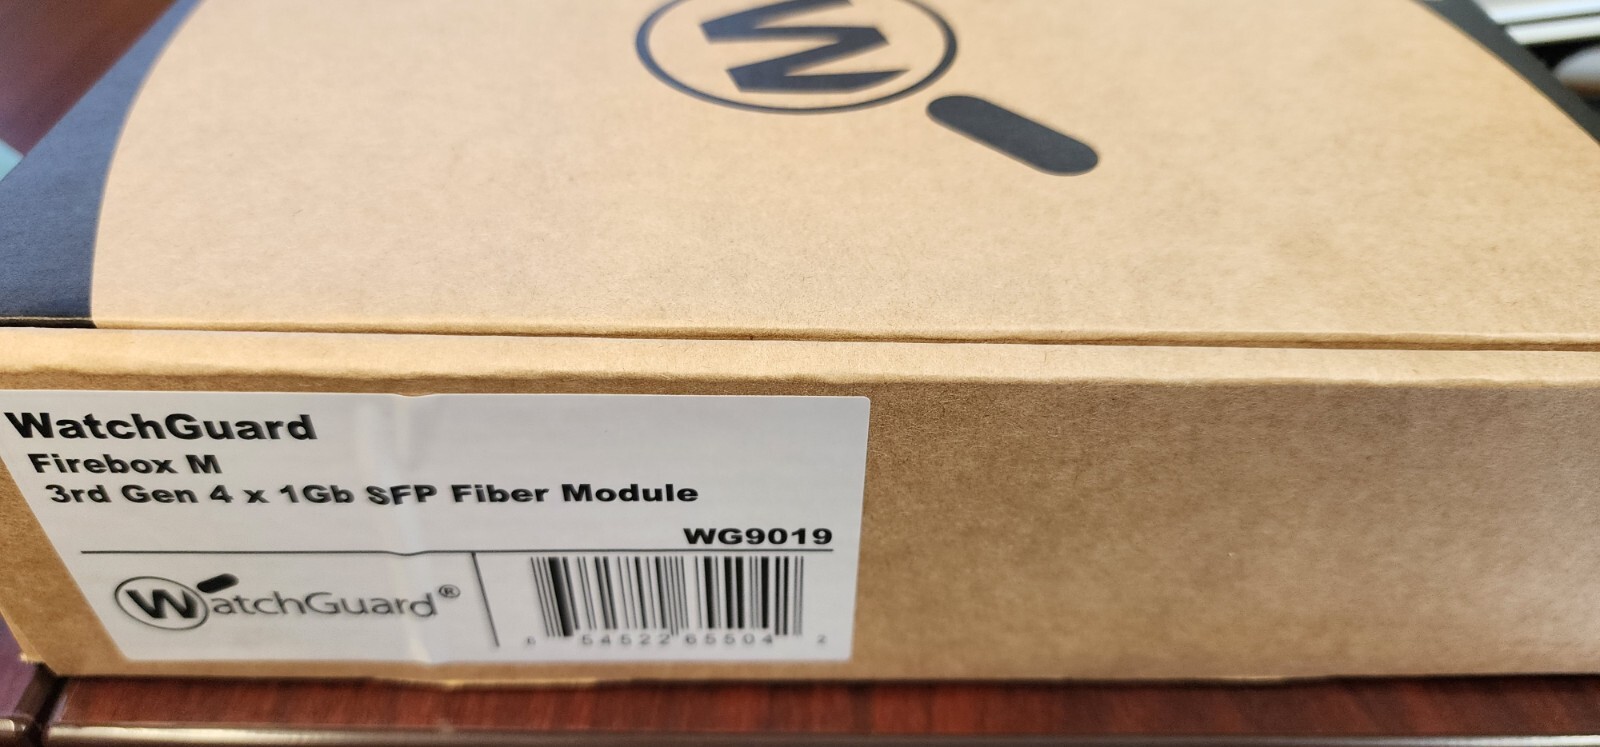 W
WatchGuard
Firebox M
3rd Gen 4 x 1Gb SFP Fiber Module
WG9019
WatchGuard®
6 54522 65504 2